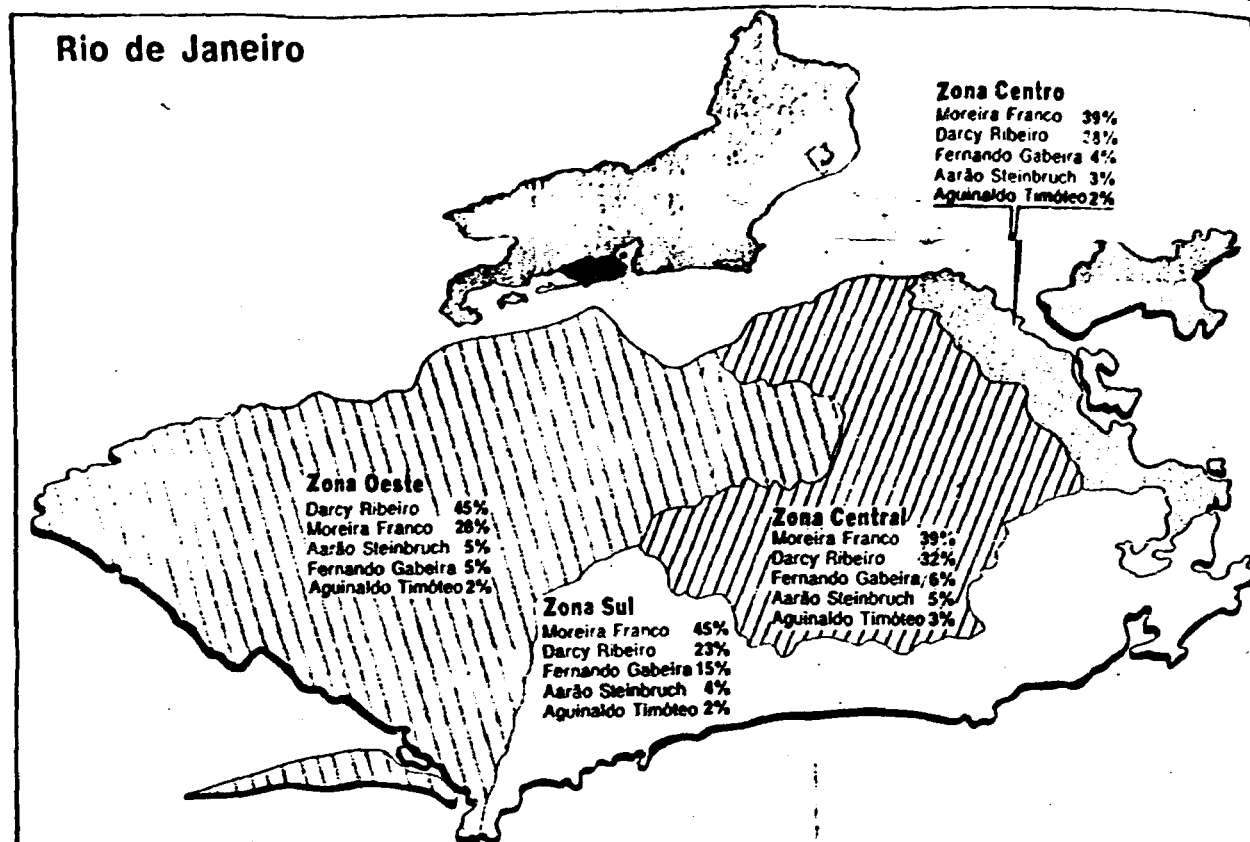 Rio de Janeiro
Zona Centro
Moreira Franco 39%
Darcy Ribeiro 28%
Fernando Gabeira 4%
Aarão Steinbruch 3%
Aguinaldo Timóteo 2%
Zona Oeste
Darcy Ribeiro 45%
Moreira Franco 26%
Aarão Steinbruch 5%
Fernando Gabeira 5%
Aguinaldo Timóteo 2%
Zona Central
Moreira Franco 39%
Darcy Ribeiro 32%
Fernando Gabeira 6%
Aarão Steinbruch 5%
Aguinaldo Timóteo 3%
Zona Sul
Moreira Franco 45%
Darcy Ribeiro 23%
Fernando Gabeira 15%
Aarão Steinbruch 4%
Aguinaldo Timóteo 2%